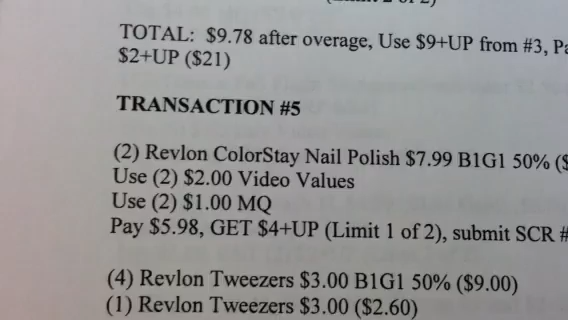 TOTAL: $9.78 after overage, Use $9+UP from #3,
$2+UP ($21)
TRANSACTION #5
(2) Revlon ColorStay Nail Polish $7.99 B1G1 50% ($
Use (2) $2.00 Video Values
Use (2) $1.00 MQ
Pay $5.98, GET $4+UP (Limit 1 of 2), submit SCR #
(4) Revlon Tweezers $3.00 B1G1 50% ($9.00)
(1) Revlon Tweezers $3.00 ($2.60)